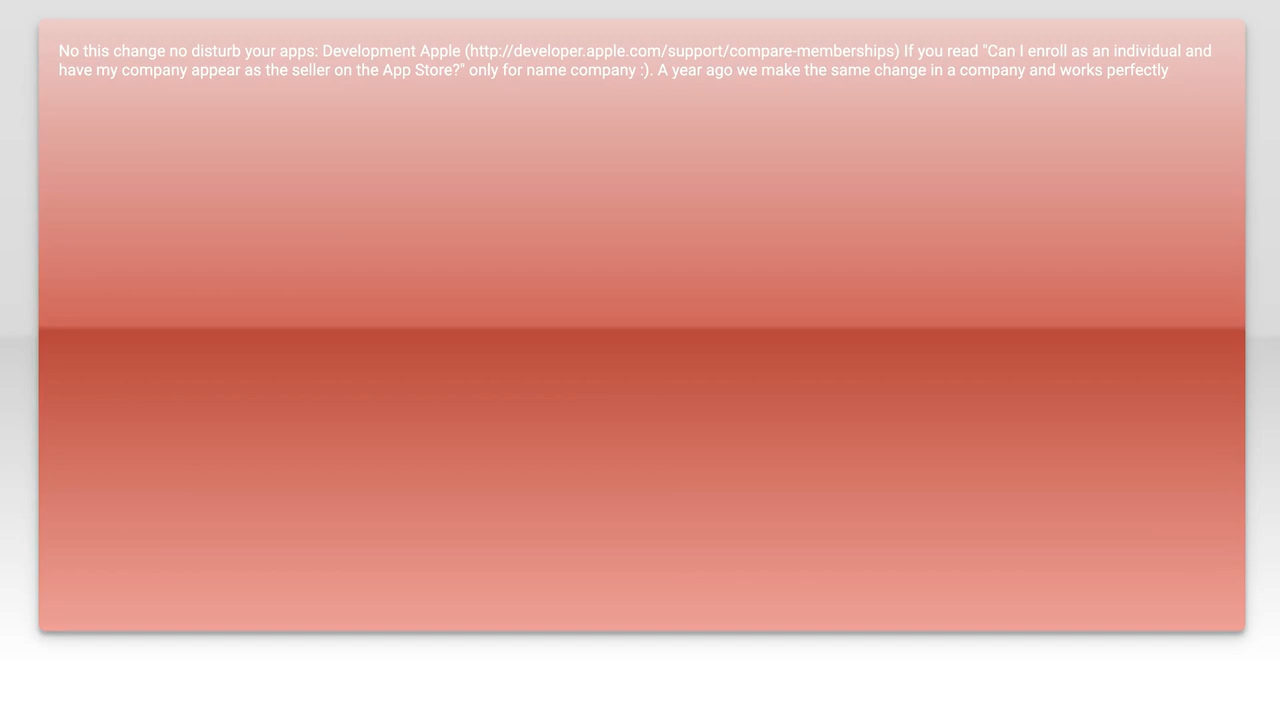 No this change no disturb your apps: Development Apple (http://developer.apple.com/support/compare-memberships) If you read "Can I enroll as an individual and
have my company appear as the seller on the App Store?" only for name company :). A year ago we make the same change in a company and works perfectly